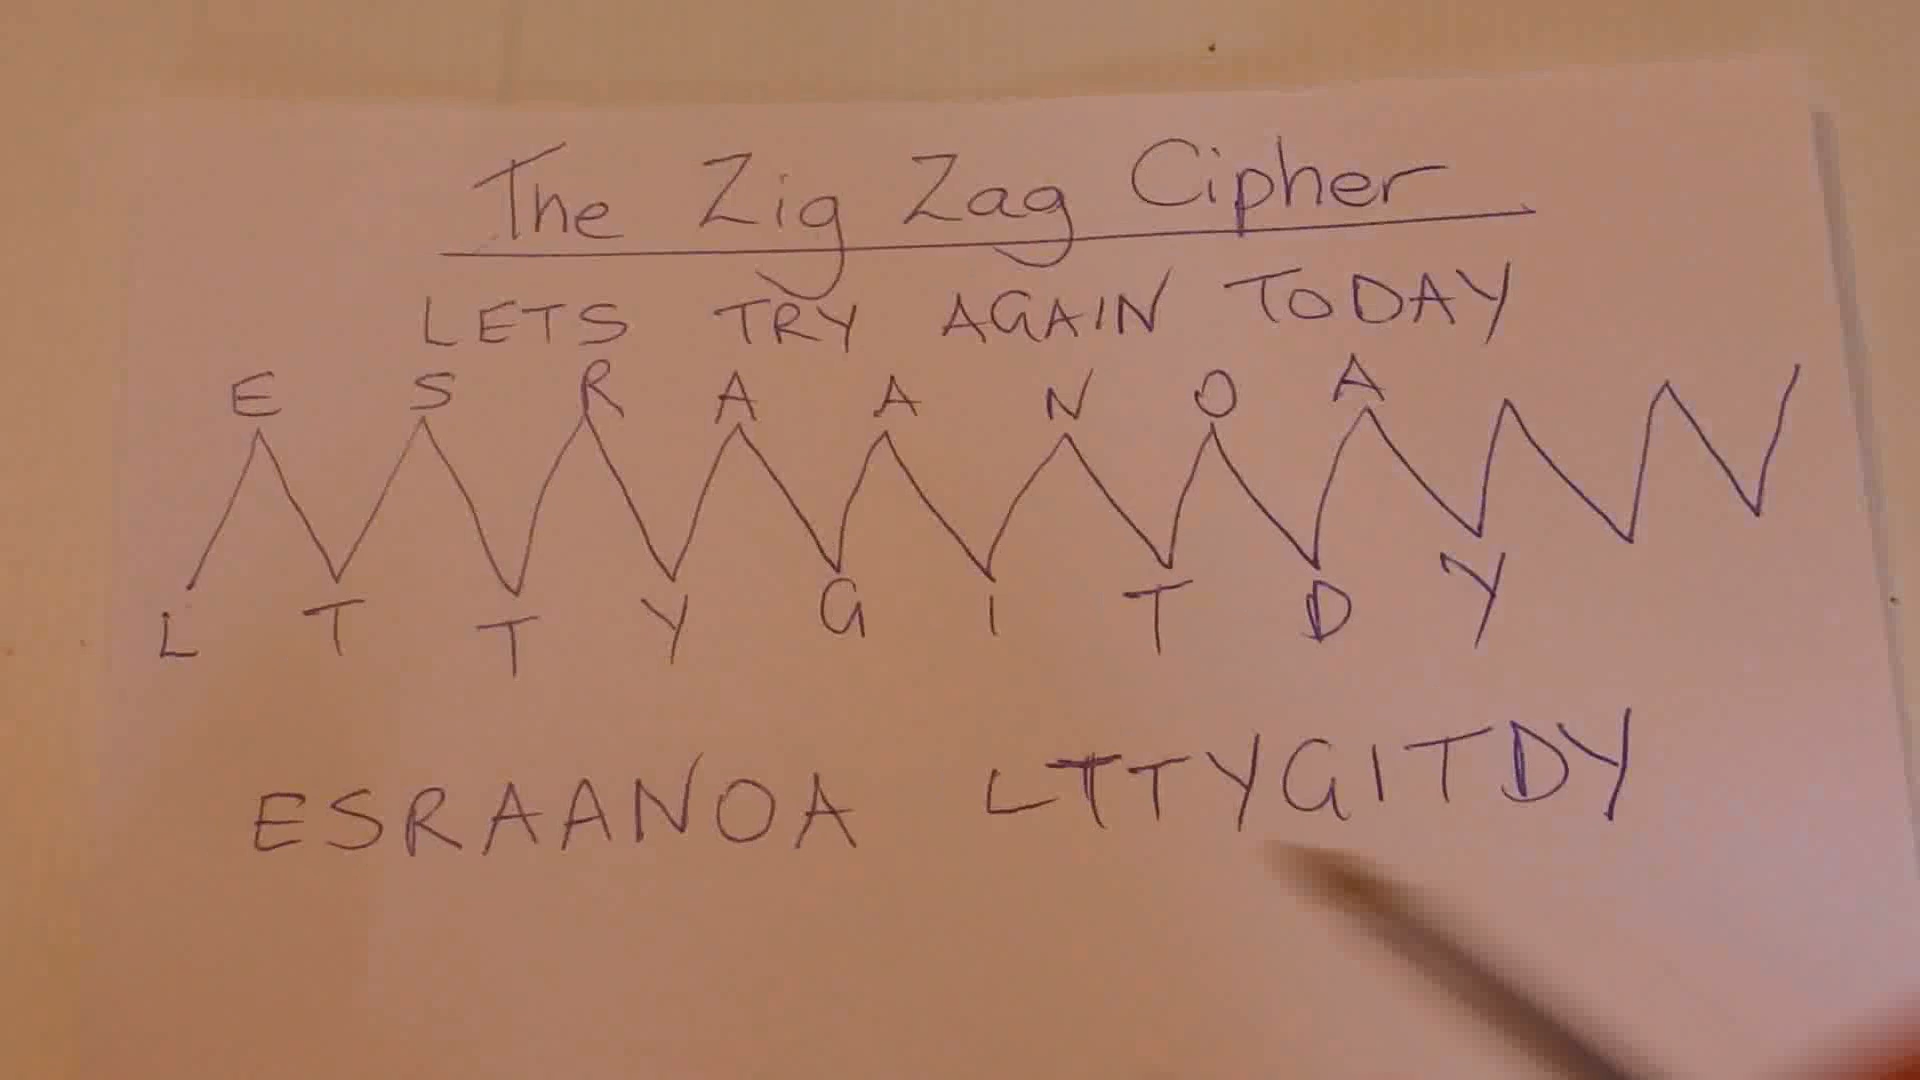 The Zig Zag Cipher
LETS TRY AGAIN TODAY
E S R A A N O A
L T T Y G I T D Y
ESRAANOA LTTYGITDY